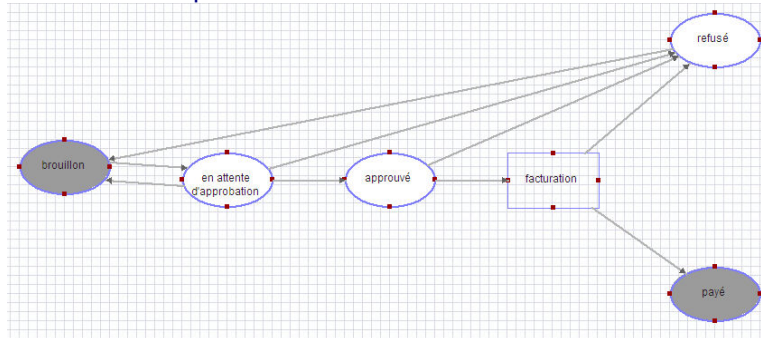 refusé
brouillon
en attente
d'approbation
approuvé
facturation
payé